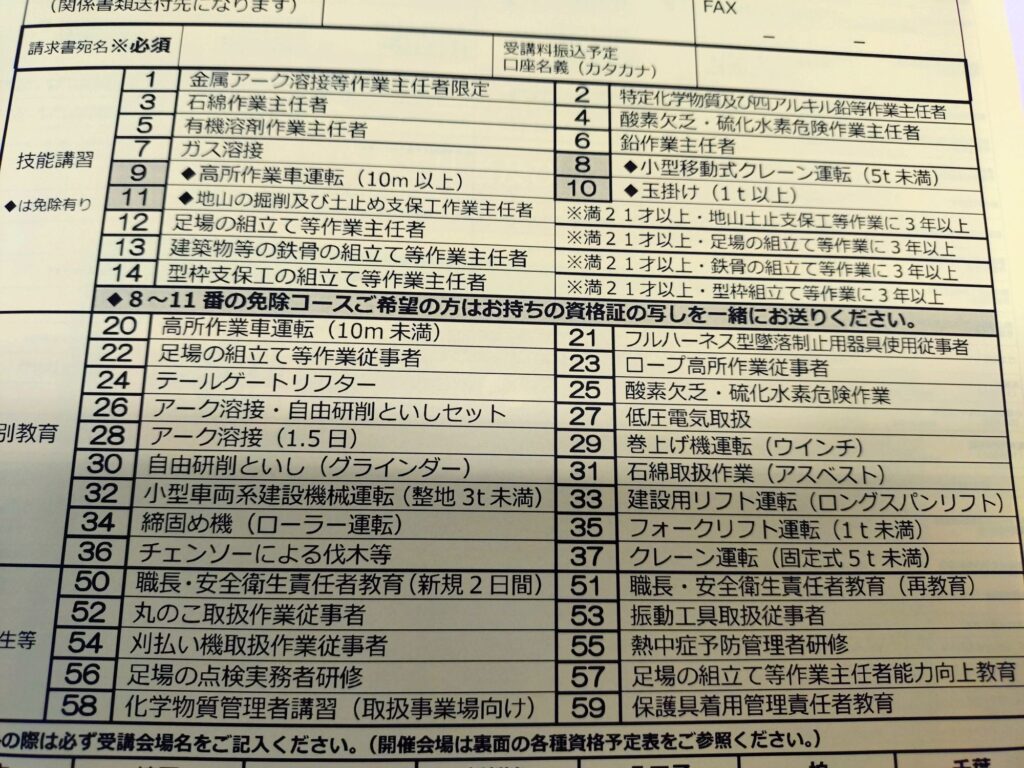 （関係書類送付先になります）
FAX
請求書宛名※必須
受講料振込予定
口座名義（カタカナ）
技能講習
◆は免除有り
1 金属アーク溶接等作業主任者限定
2 特定化学物質及び四アルキル鉛等作業主任者
3 石綿作業主任者
4 酸素欠乏・硫化水素危険作業主任者
5 有機溶剤作業主任者
6 鉛作業主任者
7 ガス溶接
8 ◆小型移動式クレーン運転（5t未満）
9 ◆高所作業車運転（10m以上）
10 ◆玉掛け（1t以上）
11 ◆地山の掘削及び土止め支保工作業主任者
※満２１才以上・地山土止支保工等作業に３年以上
12 足場の組立て等作業主任者
※満２１才以上・足場の組立て等作業に３年以上
13 建築物等の鉄骨の組立て等作業主任者
※満２１才以上・鉄骨の組立て等作業に３年以上
14 型枠支保工の組立て等作業主任者
※満２１才以上・型枠組立て等作業に３年以上
◆8～11番の免除コースご希望の方はお持ちの資格証の写しを一緒にお送りください。
別教育
20 高所作業車運転（10m未満）
21 フルハーネス型墜落制止用器具使用従事者
22 足場の組立て等作業従事者
23 ロープ高所作業従事者
24 テールゲートリフター
25 酸素欠乏・硫化水素危険作業
26 アーク溶接・自由研削といしセット
27 低圧電気取扱
28 アーク溶接（1.5日）
29 巻上げ機運転（ウインチ）
30 自由研削といし（グラインダー）
31 石綿取扱作業（アスベスト）
32 小型車両系建設機械運転（整地3t未満）
33 建設用リフト運転（ロングスパンリフト）
34 締固め機（ローラー運転）
35 フォークリフト運転（1t未満）
36 チェンソーによる伐木等
37 クレーン運転（固定式5t未満）
生等
50 職長・安全衛生責任者教育（新規2日間）
51 職長・安全衛生責任者教育（再教育）
52 丸のこ取扱作業従事者
53 振動工具取扱従事者
54 刈払い機取扱作業従事者
55 熱中症予防管理者研修
56 足場の点検実務者研修
57 足場の組立て等作業主任者能力向上教育
58 化学物質管理者講習（取扱事業場向け）
59 保護具着用管理責任者教育
の際は必ず受講会場名をご記入ください。（開催会場は裏面の各種資格予定表をご参照ください。）
柏
千葉